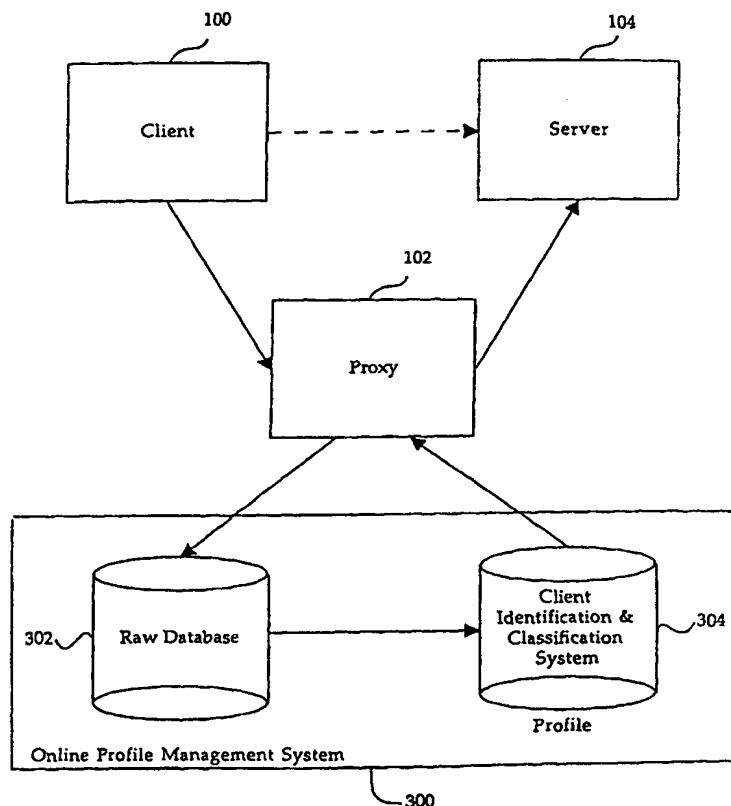 100
104
Client
Server
102
Proxy
302
Raw Database
Client
Identification &
Classification
System
304
Profile
Online Profile Management System
300